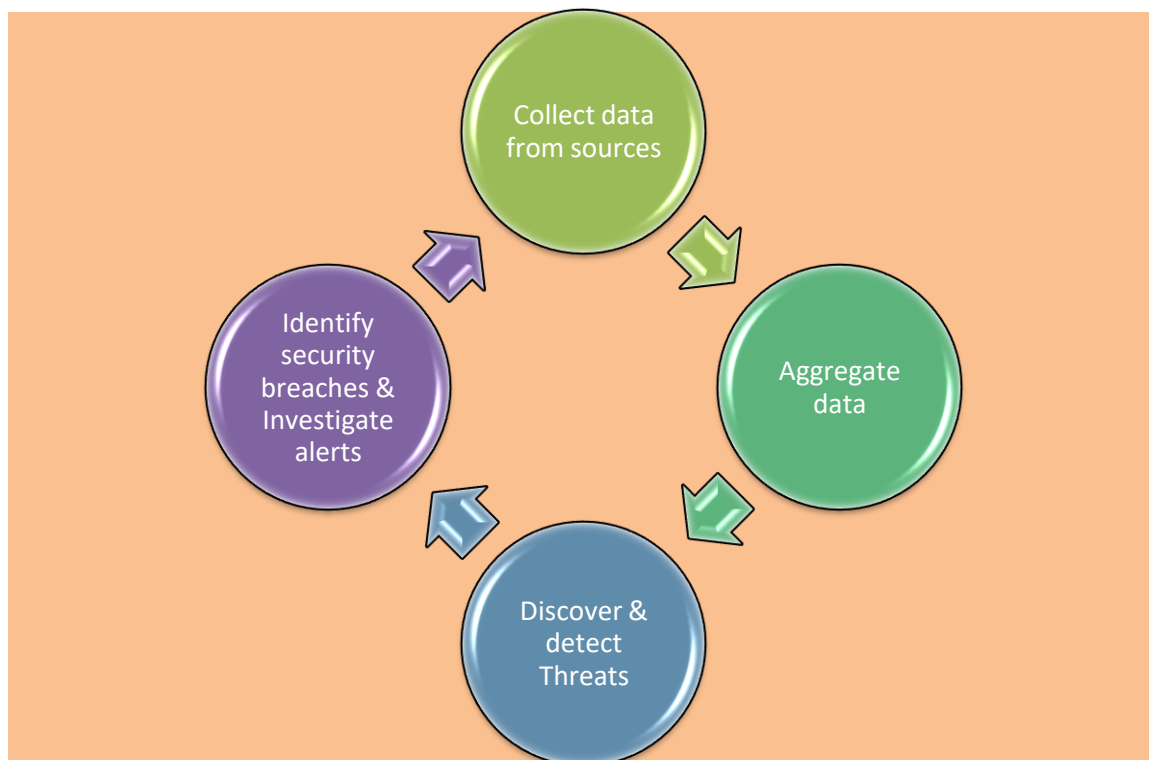 Collect data
from sources
Aggregate
data
Discover &
detect
Threats
Identify
security
breaches &
Investigate
alerts